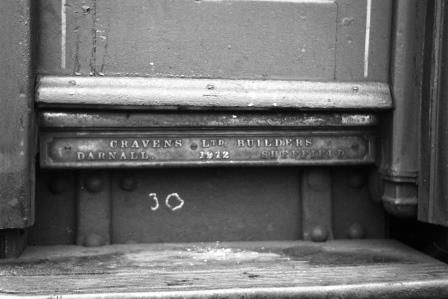 CRAVENS LTD BUILDERS
DARNALL. 1912 SHEFFIELD
30